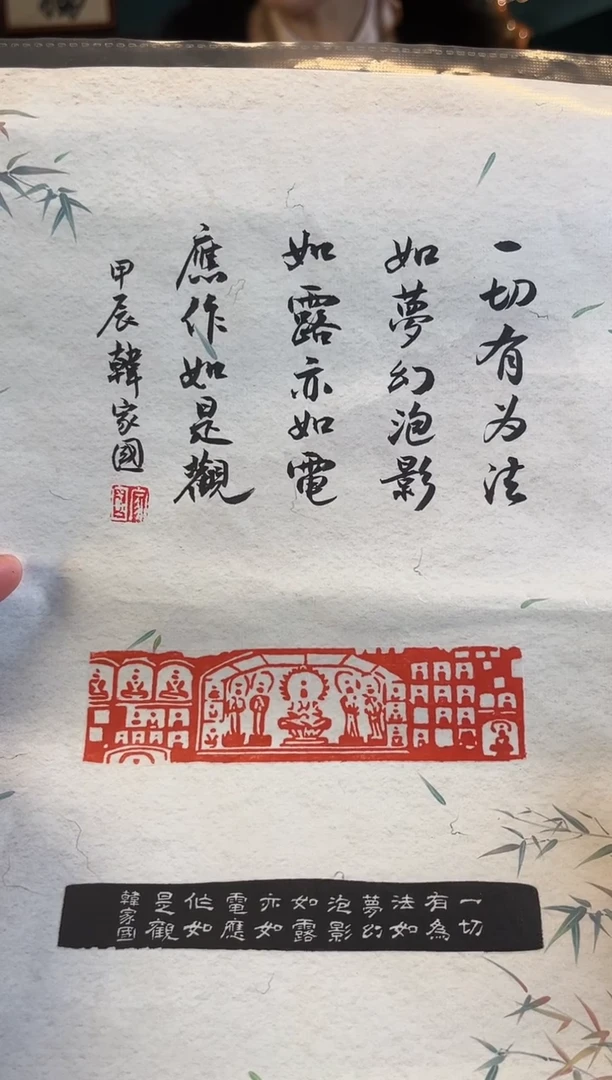 一切有为法
如夢幻泡影
如露亦如電
應作如是觀
甲辰韓家國
一切
有為
法如
夢幻
泡影
如露
亦如
電應
作如
是觀
韓家國